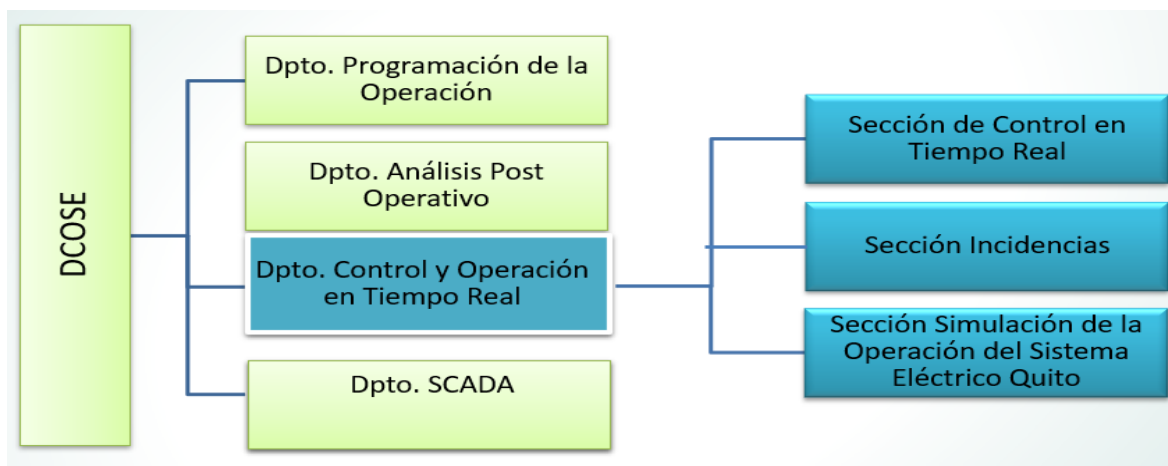 DCOSE
Dpto. Programación de la
Operación
Dpto. Análisis Post
Operativo
Dpto. Control y Operación
en Tiempo Real
Dpto. SCADA
Sección de Control en
Tiempo Real
Sección Incidencias
Sección Simulación de la
Operación del Sistema
Eléctrico Quito